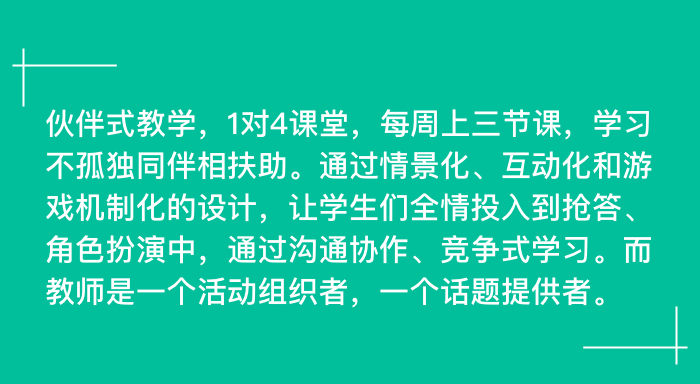 伙伴式教学，1对4课堂，每周上三节课，学习
不孤独同伴相扶助。通过情景化、互动化和游
戏机制化的设计，让学生们全情投入到抢答、
角色扮演中，通过沟通协作、竞争式学习。而
教师是一个活动组织者，一个话题提供者。